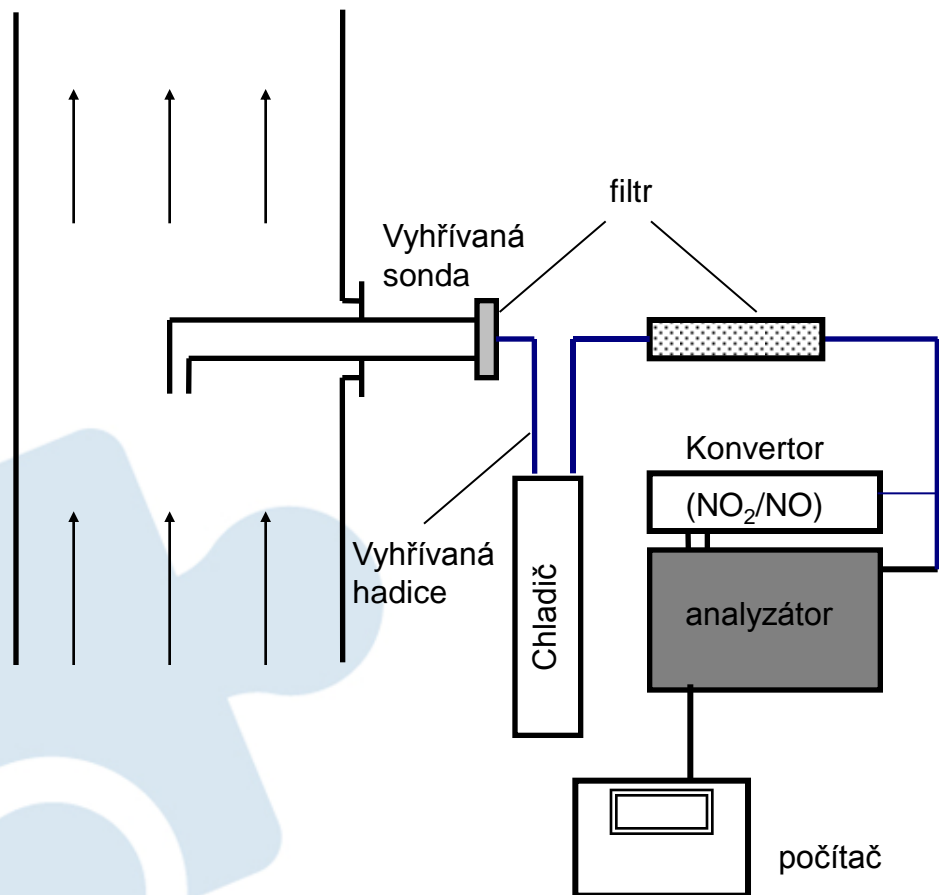 filtr
Vyhřívaná
sonda
Konvertor
(NO₂/NO)
Vyhřívaná
hadice
Chladič
analyzátor
počítač